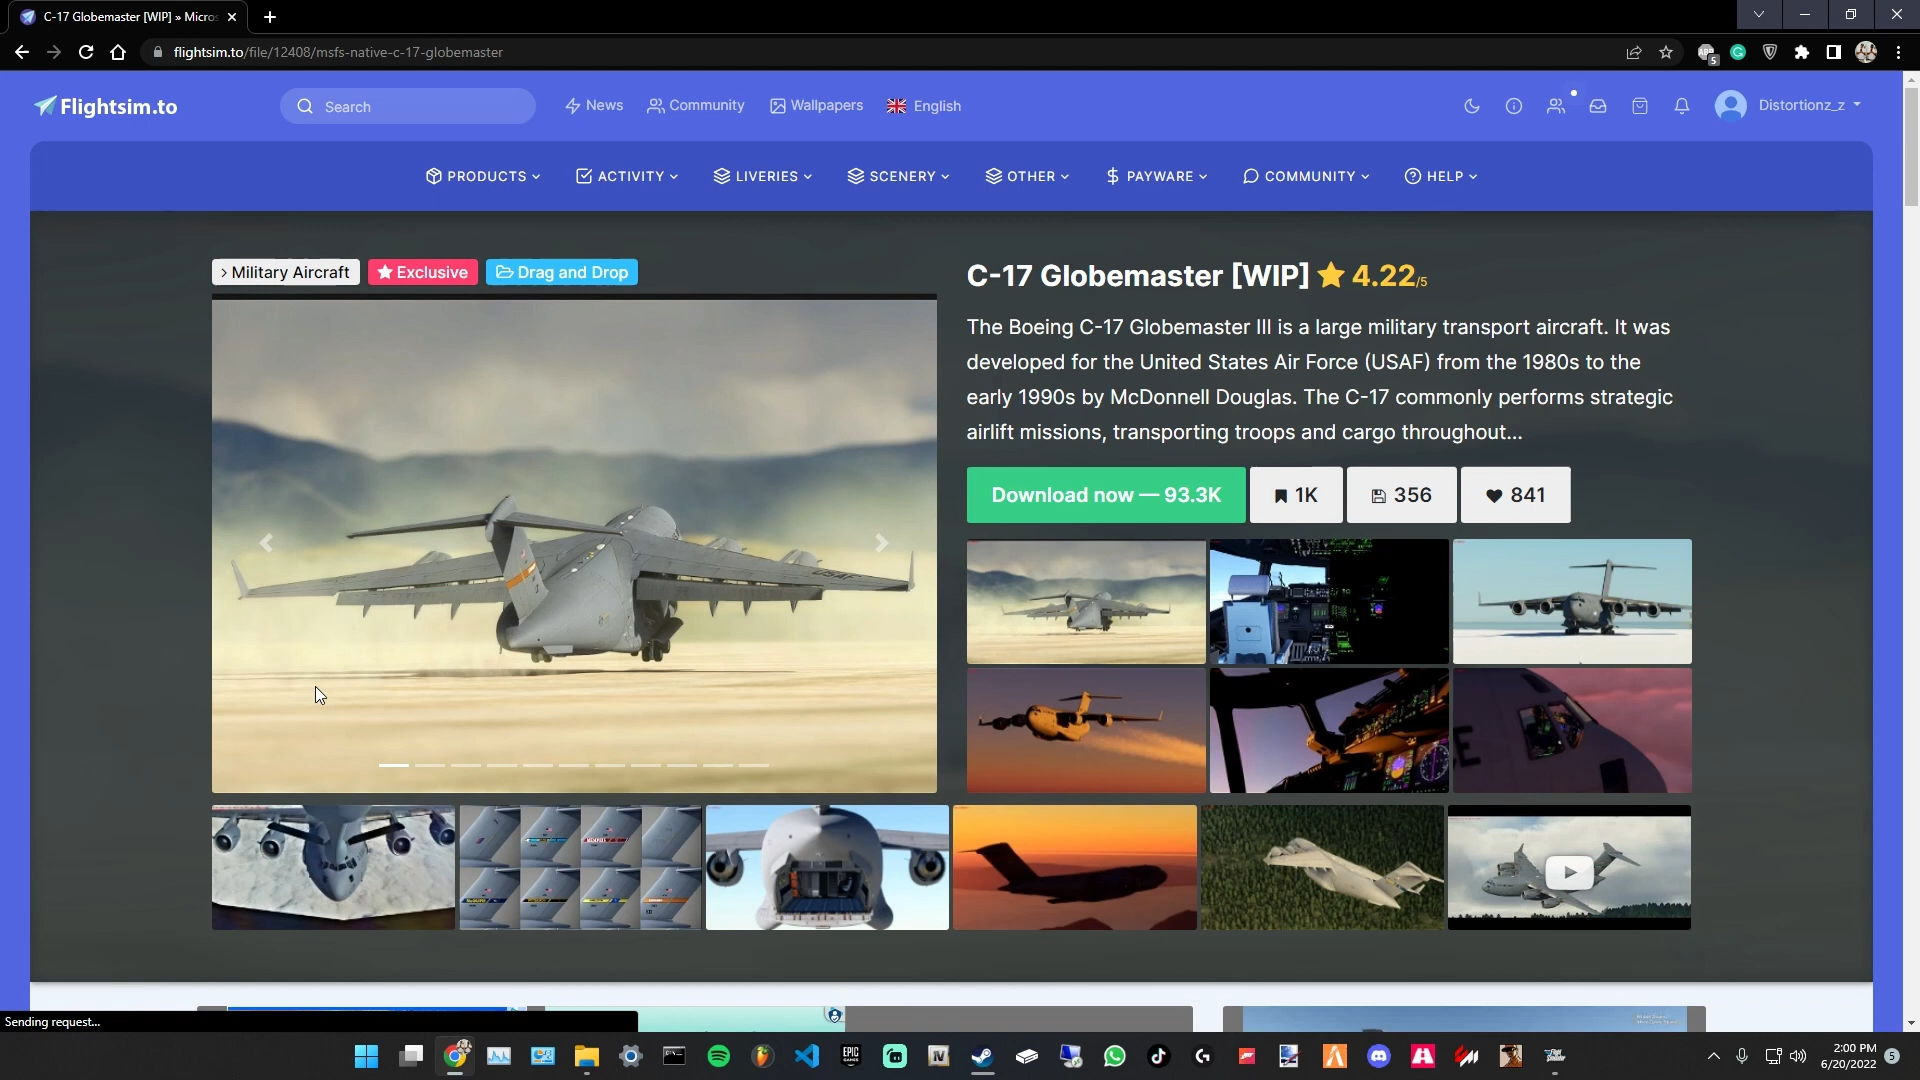 C-17 Globemaster [WIP] » Micros
flightsim.to/file/12408/msfs-native-c-17-globemaster
5
Flightsim.to
Search
News
Community
Wallpapers
English
Distortionz_z
PRODUCTS
ACTIVITY
LIVERIES
SCENERY
OTHER
PAYWARE
COMMUNITY
HELP
Military Aircraft
Exclusive
Drag and Drop
C-17 Globemaster [WIP] 4.22/5
The Boeing C-17 Globemaster III is a large military transport aircraft. It was
developed for the United States Air Force (USAF) from the 1980s to the
early 1990s by McDonnell Douglas. The C-17 commonly performs strategic
airlift missions, transporting troops and cargo throughout...
Download now — 93.3K
1K
356
841
Sending request...
2:00 PM
6/20/2022
5